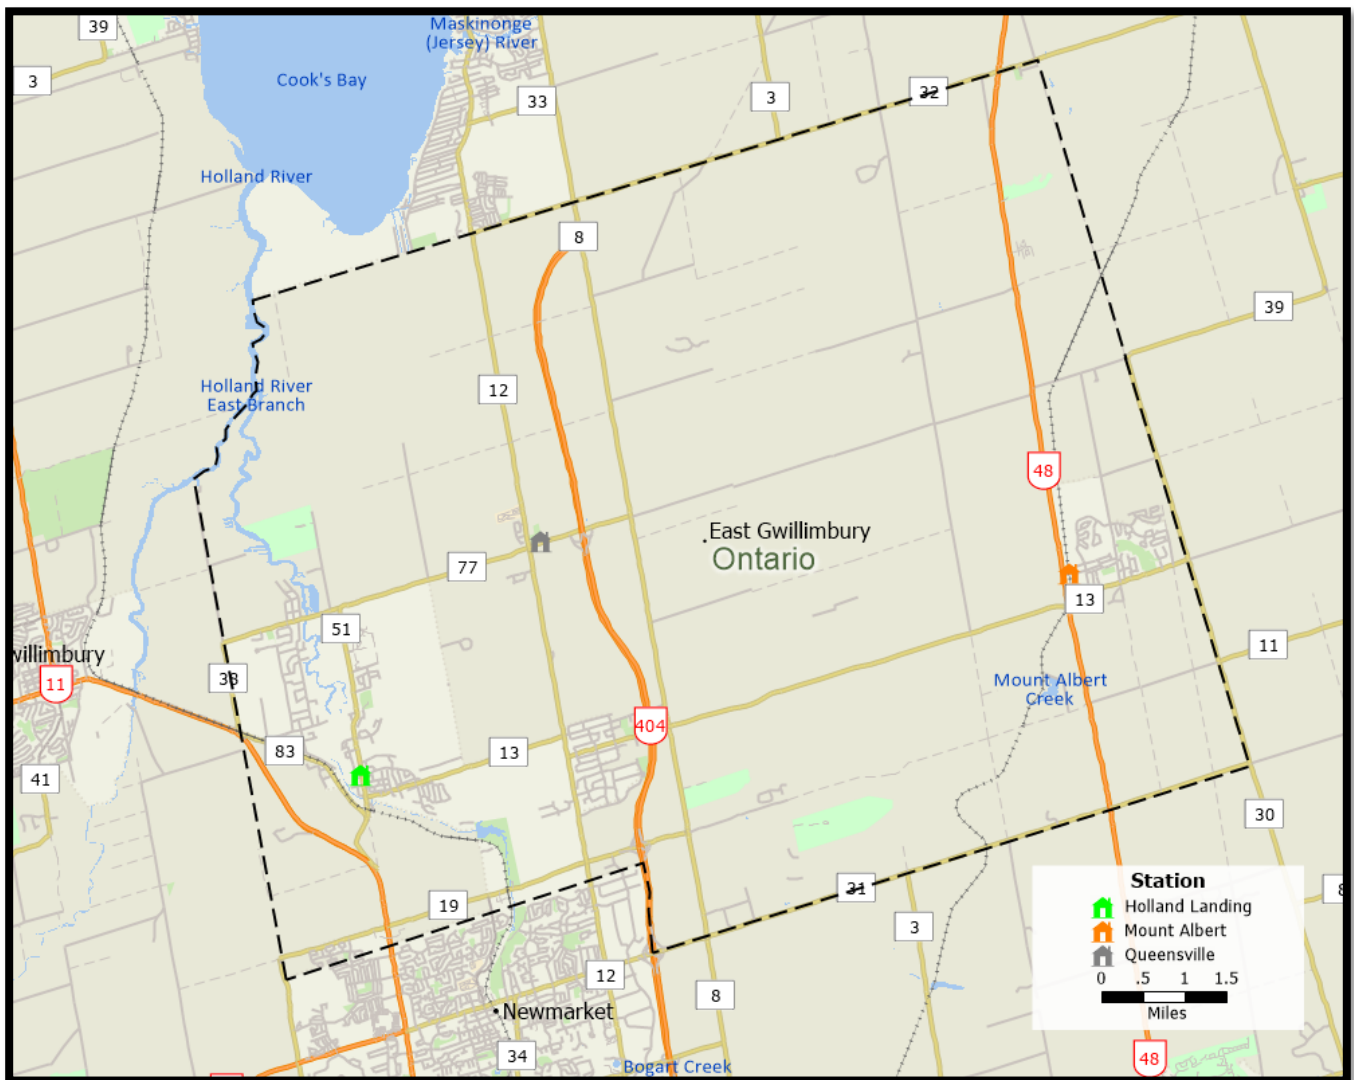 39
Maskinonge
(Jersey) River
Cook's Bay
3
33
3
32
Holland River
8
39
Holland River
East Branch
12
48
East Gwillimbury
Ontario
77
13
51
willimbury
11
11
38
Mount Albert
Creek
404
83
13
41
30
Station
Holland Landing
Mount Albert
Queensville
0 .5 1 1.5
Miles
31
8
19
3
12
8
Newmarket
34
Bogart Creek
48